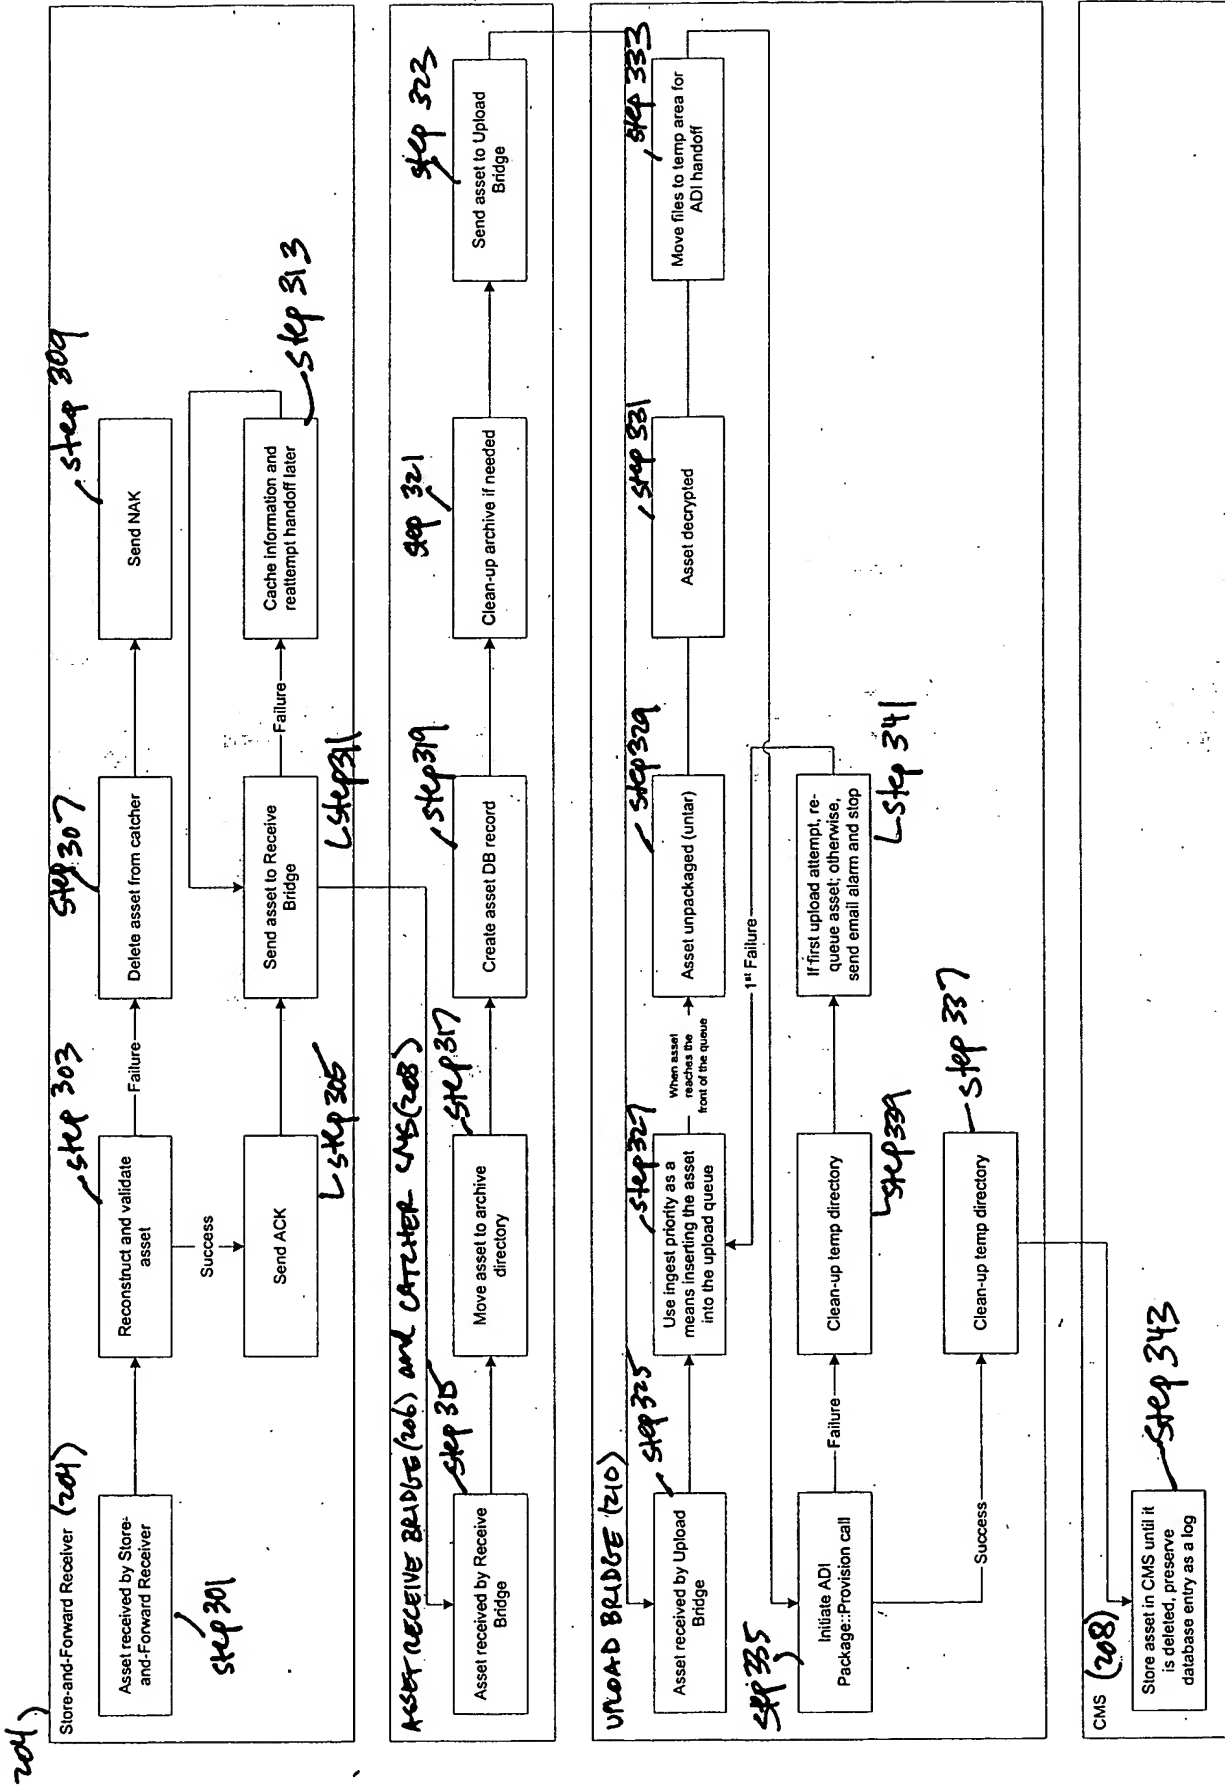 204)
Store-and-Forward Receiver (204)
Asset received by Store-
and-Forward Receiver
step 301
Reconstruct and validate
asset
step 303
Failure
Delete asset from catcher
step 307
Send NAK
step 309
Success
Send ACK
step 305
Send asset to Receive
Bridge
step 311
Failure
Cache information and
reattempt handoff later
step 313
ASSET RECEIVE BRIDGE (206) and CATCHER CMS (208)
Asset received by Receive
Bridge
step 315
Move asset to archive
directory
step 317
Create asset DB record
step 319
Clean-up archive if needed
step 321
Send asset to Upload
Bridge
step 323
UPLOAD BRIDGE (210)
Asset received by Upload
Bridge
step 325
Use ingest priority as a
means inserting the asset
into the upload queue
step 327
When asset
reaches the
front of the queue
Asset unpackaged (untar)
step 329
Asset decrypted
step 331
Move files to temp area for
ADI handoff
step 333
1st Failure
Initiate ADI
Package::Provision call
step 335
Failure
Clean-up temp directory
step 339
If first upload attempt, re-
queue asset; otherwise,
send email alarm and stop
step 341
Success
Clean-up temp directory
step 337
CMS (208)
Store asset in CMS until it
is deleted, preserve
database entry as a log
step 343